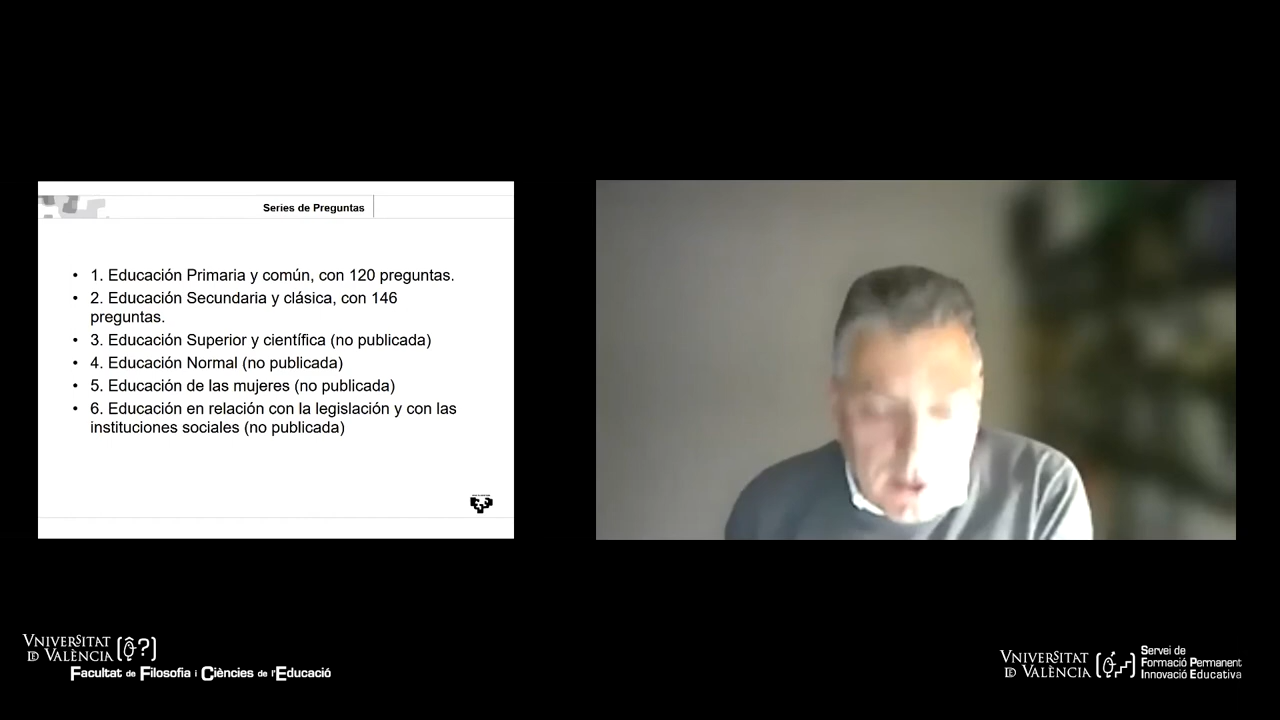 Series de Preguntas
• 1. Educación Primaria y común, con 120 preguntas.
• 2. Educación Secundaria y clásica, con 146
preguntas.
• 3. Educación Superior y científica (no publicada)
• 4. Educación Normal (no publicada)
• 5. Educación de las mujeres (no publicada)
• 6. Educación en relación con la legislación y con las
instituciones sociales (no publicada)
VNIVERSITAT
ID VALÈNCIA
Facultat de Filosofia i Ciències de l'Educació
VNIVERSITAT
ID VALÈNCIA
Servei de
Formació Permanent
Innovació Educativa